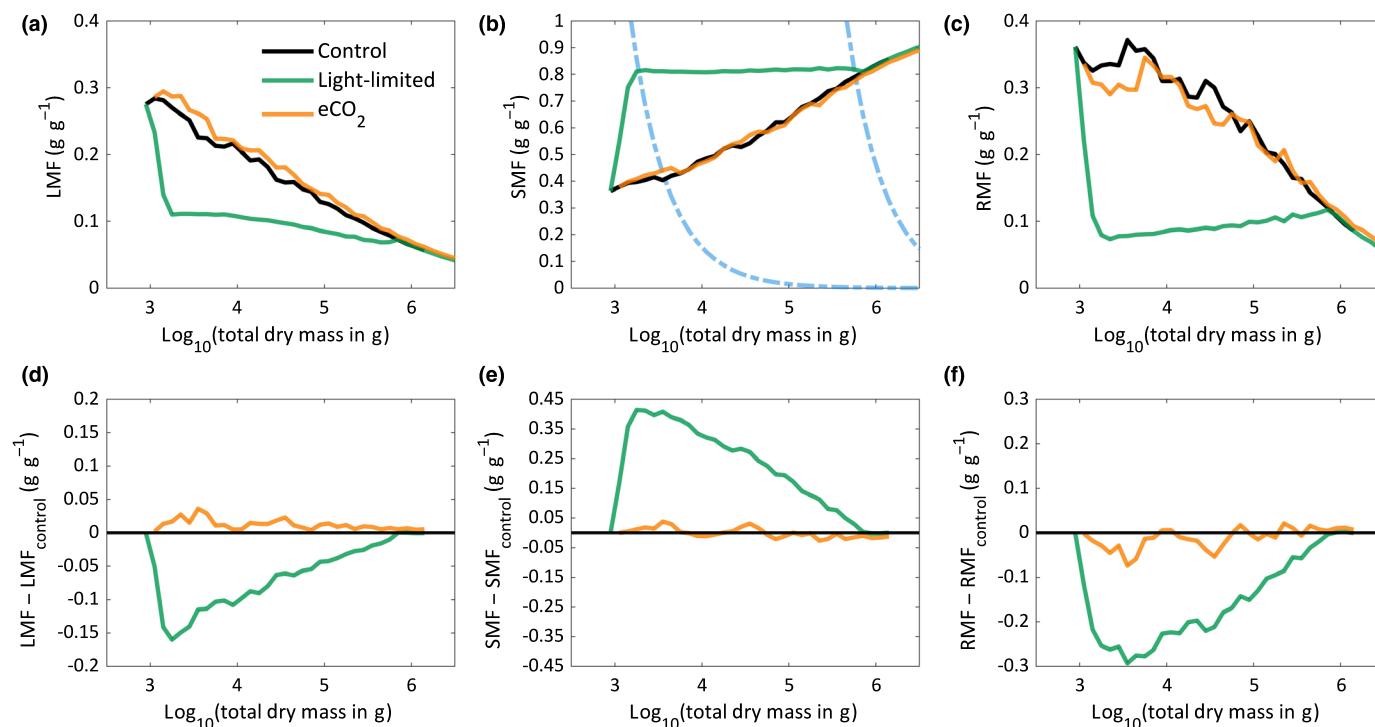 (a)
LMF (g g⁻¹)
0.4
0.3
0.2
0.1
0
Control
Light-limited
eCO₂
3 4 5 6
Log₁₀(total dry mass in g)
(b)
SMF (g g⁻¹)
1
0.9
0.8
0.7
0.6
0.5
0.4
0.3
0.2
0.1
0
3 4 5 6
Log₁₀(total dry mass in g)
(c)
RMF (g g⁻¹)
0.4
0.3
0.2
0.1
0
3 4 5 6
Log₁₀(total dry mass in g)
(d)
LMF – LMF_control (g g⁻¹)
0.2
0.15
0.1
0.05
0
-0.05
-0.1
-0.15
-0.2
3 4 5 6
Log₁₀(total dry mass in g)
(e)
SMF – SMF_control (g g⁻¹)
0.45
0.35
0.25
0.15
0.05
-0.05
-0.15
-0.25
-0.35
-0.45
3 4 5 6
Log₁₀(total dry mass in g)
(f)
RMF – RMF_control (g g⁻¹)
0.3
0.2
0.1
0
-0.1
-0.2
-0.3
3 4 5 6
Log₁₀(total dry mass in g)